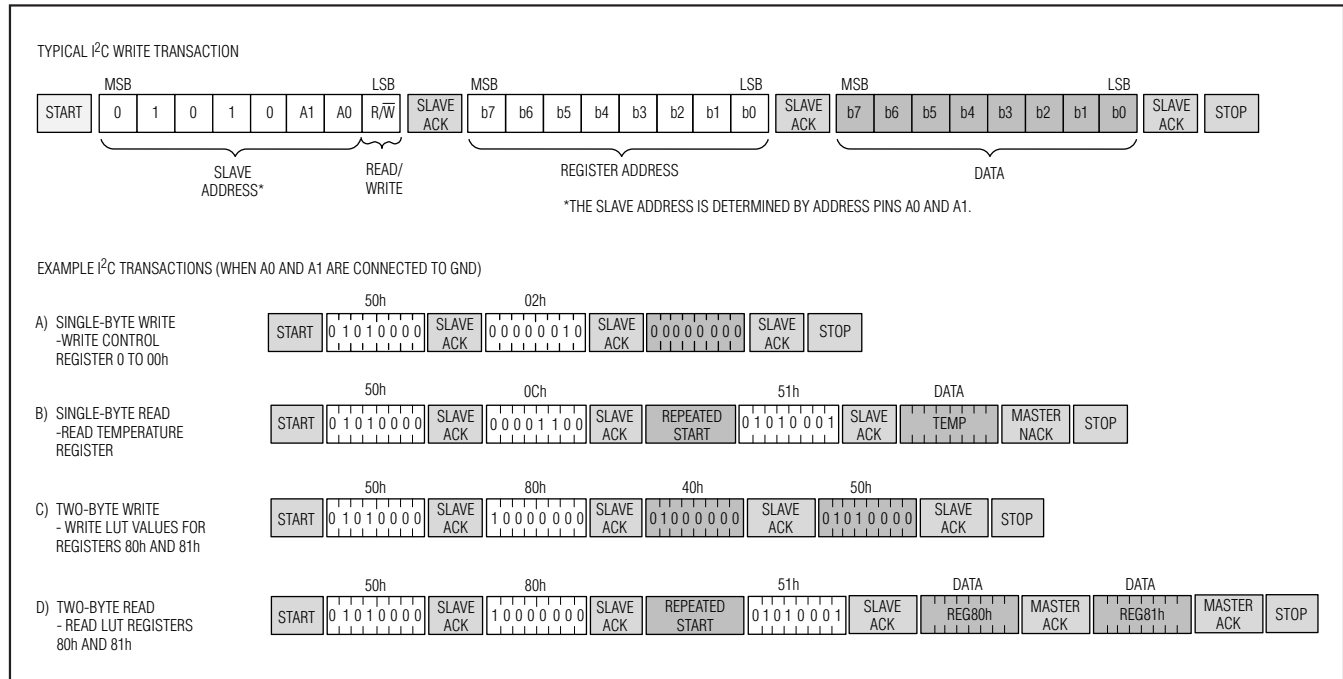 TYPICAL I2C WRITE TRANSACTION
MSB LSB MSB LSB MSB LSB
START 0 1 0 1 0 A1 A0 R/W̅ SLAVE ACK b7 b6 b5 b4 b3 b2 b1 b0 SLAVE ACK b7 b6 b5 b4 b3 b2 b1 b0 SLAVE ACK STOP
SLAVE ADDRESS* READ/WRITE REGISTER ADDRESS DATA
*THE SLAVE ADDRESS IS DETERMINED BY ADDRESS PINS A0 AND A1.
EXAMPLE I2C TRANSACTIONS (WHEN A0 AND A1 ARE CONNECTED TO GND)
50h 02h
A) SINGLE-BYTE WRITE
-WRITE CONTROL
REGISTER 0 TO 00h
START 0 1 0 1 0 0 0 0 SLAVE ACK 0 0 0 0 0 0 1 0 SLAVE ACK 0 0 0 0 0 0 0 0 SLAVE ACK STOP
50h 0Ch 51h DATA
B) SINGLE-BYTE READ
-READ TEMPERATURE
REGISTER
START 0 1 0 1 0 0 0 0 SLAVE ACK 0 0 0 0 1 1 0 0 SLAVE ACK REPEATED START 0 1 0 1 0 0 0 1 SLAVE ACK TEMP MASTER NACK STOP
50h 80h 40h 50h
C) TWO-BYTE WRITE
- WRITE LUT VALUES FOR
REGISTERS 80h AND 81h
START 0 1 0 1 0 0 0 0 SLAVE ACK 1 0 0 0 0 0 0 0 SLAVE ACK 0 1 0 0 0 0 0 0 SLAVE ACK 0 1 0 1 0 0 0 0 SLAVE ACK STOP
50h 80h 51h DATA DATA
D) TWO-BYTE READ
- READ LUT REGISTERS
80h AND 81h
START 0 1 0 1 0 0 0 0 SLAVE ACK 1 0 0 0 0 0 0 0 SLAVE ACK REPEATED START 0 1 0 1 0 0 0 1 SLAVE ACK REG80h MASTER ACK REG81h MASTER ACK STOP